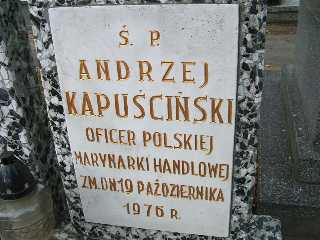 Ś. P.
ANDRZEJ
KAPUŚCIŃSKI
OFICER POLSKIEJ
MARYNARKI HANDLOWEJ
ZM. DN. 19 PAŹDZIERNIKA
1976 R.